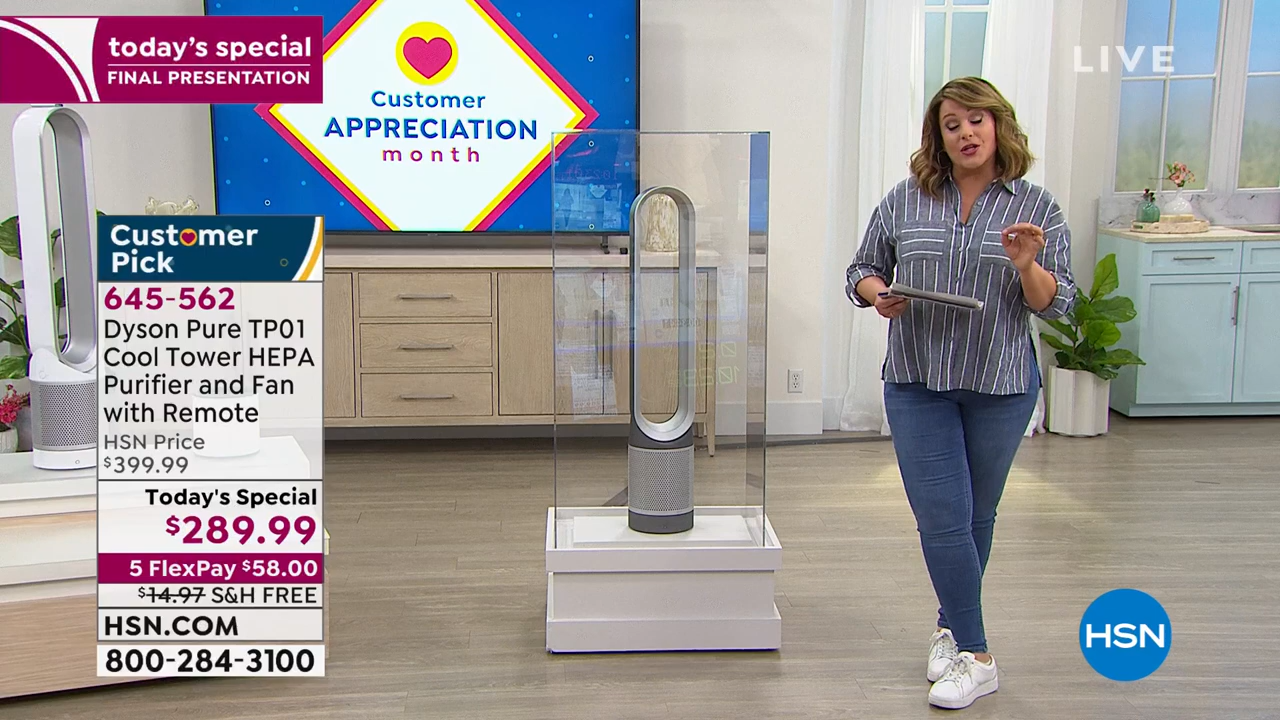 today's special
FINAL PRESENTATION
Customer
APPRECIATION
month
LIVE
Customer
Pick
645-562
Dyson Pure TP01
Cool Tower HEPA
Purifier and Fan
with Remote
HSN Price
$399.99
Today's Special
$289.99
5 FlexPay $58.00
$14.97 S&H FREE
HSN.COM
800-284-3100
HSN